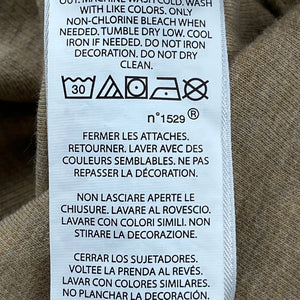 OUT. MACHINE WASH COLD. WASH
WITH LIKE COLORS. ONLY
NON-CHLORINE BLEACH WHEN
NEEDED. TUMBLE DRY LOW. COOL
IRON IF NEEDED. DO NOT IRON
DECORATION. DO NOT DRY
CLEAN.
30
n°1529®
FERMER LES ATTACHES.
RETOURNER. LAVER AVEC DES
COULEURS SEMBLABLES. NE PAS
REPASSER LA DÉCORATION.
NON LASCIARE APERTE LE
CHIUSURE. LAVARE AL ROVESCIO.
LAVARE CON COLORI SIMILI. NON
STIRARE LA DECORAZIONE.
CERRAR LOS SUJETADORES.
VOLTEE LA PRENDA AL REVÉS.
LAVAR CON COLORES SIMILARES.
NO PLANCHAR LA DECORACIÓN.